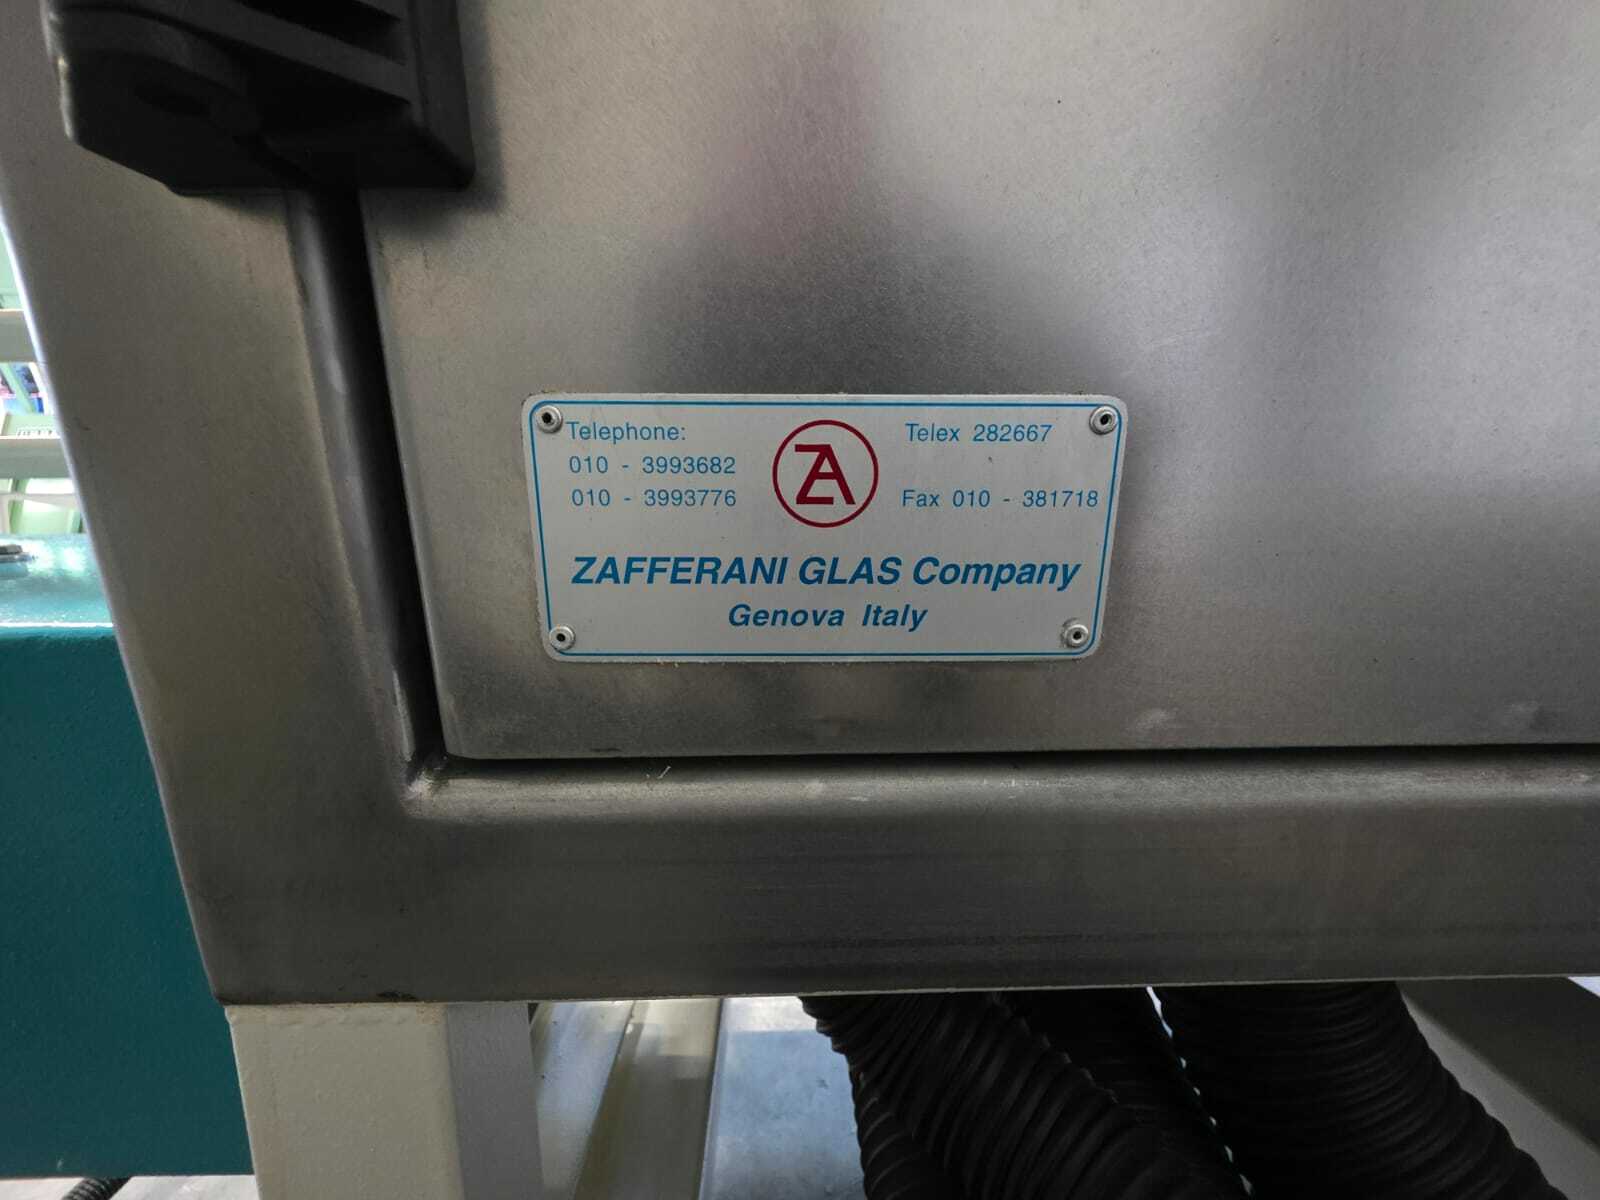 Telephone:
010 - 3993682
010 - 3993776
ZA
Telex 282667
Fax 010 - 381718
ZAFFERANI GLAS Company
Genova Italy